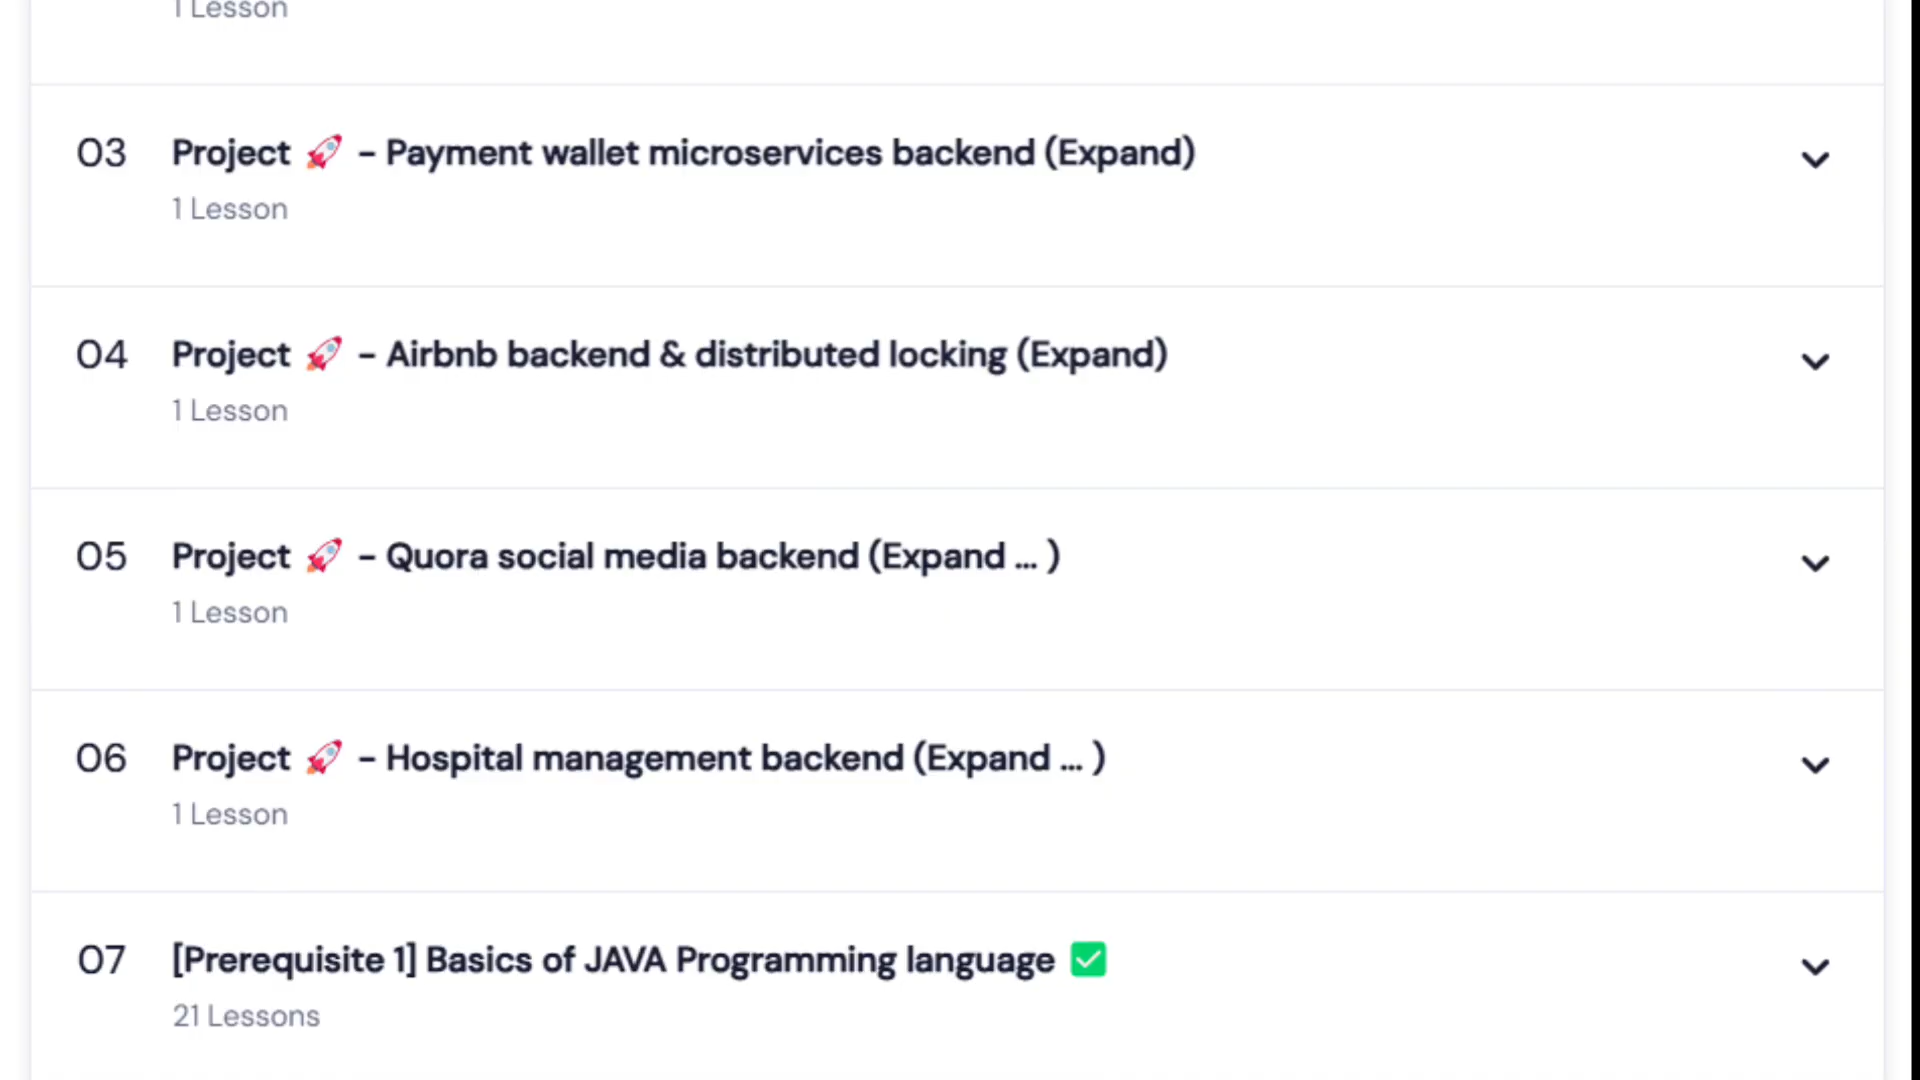 1 Lesson
03 Project 🚀 - Payment wallet microservices backend (Expand)
1 Lesson
04 Project 🚀 - Airbnb backend & distributed locking (Expand)
1 Lesson
05 Project 🚀 - Quora social media backend (Expand ... )
1 Lesson
06 Project 🚀 - Hospital management backend (Expand ... )
1 Lesson
07 [Prerequisite 1] Basics of JAVA Programming language ✅
21 Lessons